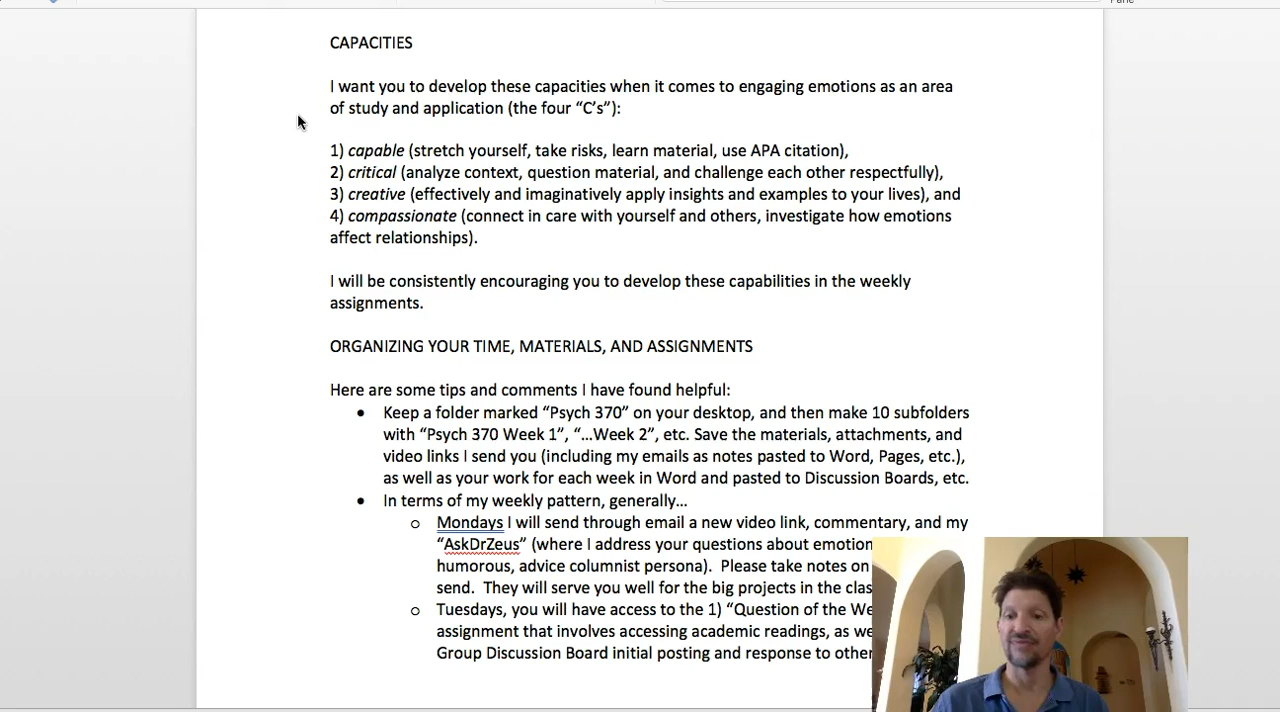 CAPACITIES
I want you to develop these capacities when it comes to engaging emotions as an area
of study and application (the four “C’s”):
1) capable (stretch yourself, take risks, learn material, use APA citation),
2) critical (analyze context, question material, and challenge each other respectfully),
3) creative (effectively and imaginatively apply insights and examples to your lives), and
4) compassionate (connect in care with yourself and others, investigate how emotions
affect relationships).
I will be consistently encouraging you to develop these capabilities in the weekly
assignments.
ORGANIZING YOUR TIME, MATERIALS, AND ASSIGNMENTS
Here are some tips and comments I have found helpful:
• Keep a folder marked “Psych 370” on your desktop, and then make 10 subfolders
with “Psych 370 Week 1”, “...Week 2”, etc. Save the materials, attachments, and
video links I send you (including my emails as notes pasted to Word, Pages, etc.),
as well as your work for each week in Word and pasted to Discussion Boards, etc.
• In terms of my weekly pattern, generally...
o Mondays I will send through email a new video link, commentary, and my
“AskDrZeus” (where I address your questions about emotion
humorous, advice columnist persona). Please take notes on
send. They will serve you well for the big projects in the
o Tuesdays, you will have access to the 1) “Question of the
assignment that involves accessing academic readings, as
Group Discussion Board initial posting and response to other